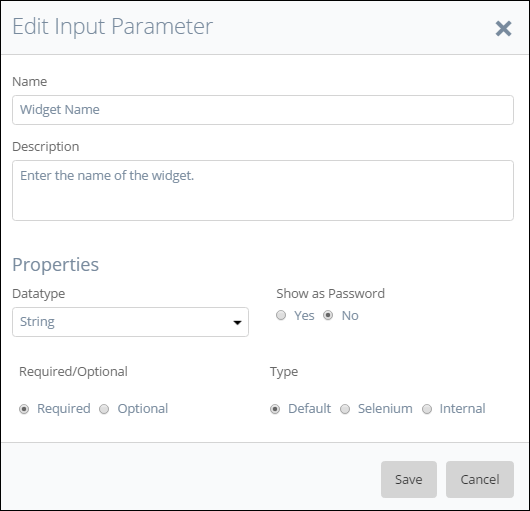 Edit Input Parameter
Name
Widget Name
Description
Enter the name of the widget.
Properties
Datatype
Show as Password
String
Yes No
Required/Optional
Type
Required Optional
Default Selenium Internal
Save Cancel